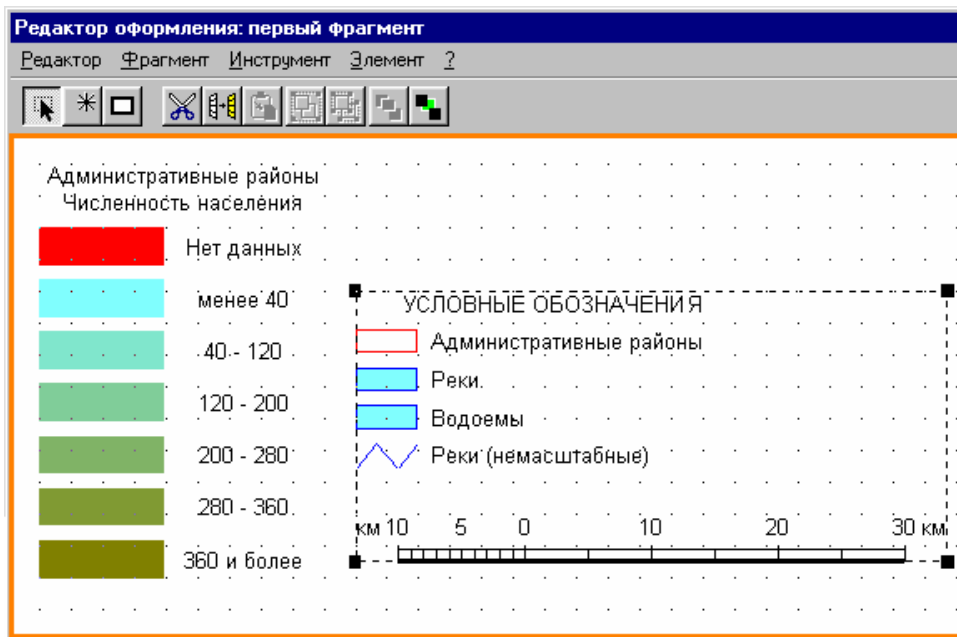 Редактор оформления: первый фрагмент
Редактор Фрагмент Инструмент Элемент ?
Административные районы
Численность населения
Нет данных
менее 40
40 - 120
120 - 200
200 - 280
280 - 360
360 и более
УСЛОВНЫЕ ОБОЗНАЧЕНИЯ
Административные районы
Реки
Водоемы
Реки (немасштабные)
км 10 5 0 10 20 30 км